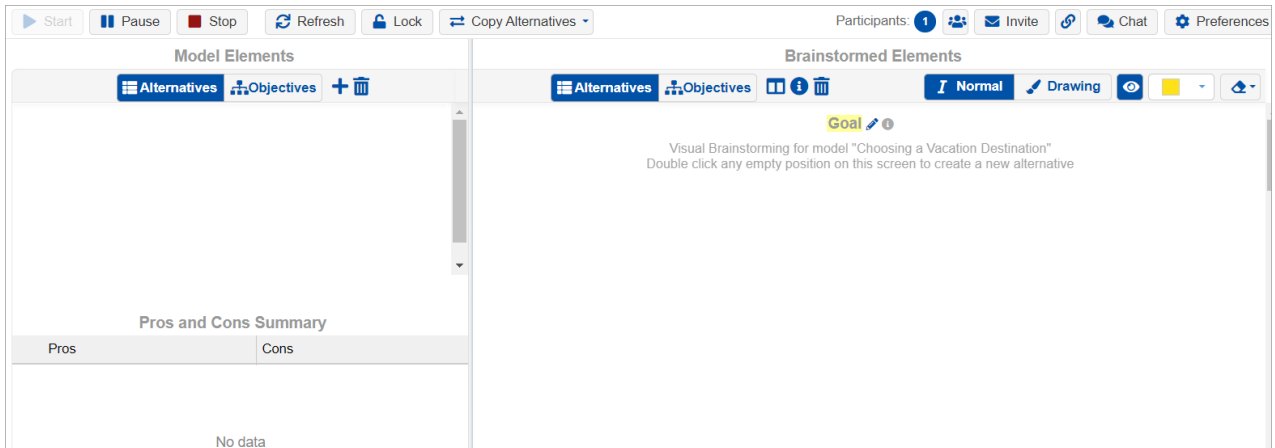 Start Pause Stop Refresh Lock Copy Alternatives Participants: 1 Invite Chat Preferences
Model Elements
Alternatives Objectives
Pros and Cons Summary
Pros Cons
No data
Brainstormed Elements
Alternatives Objectives Normal Drawing
Goal
Visual Brainstorming for model "Choosing a Vacation Destination"
Double click any empty position on this screen to create a new alternative